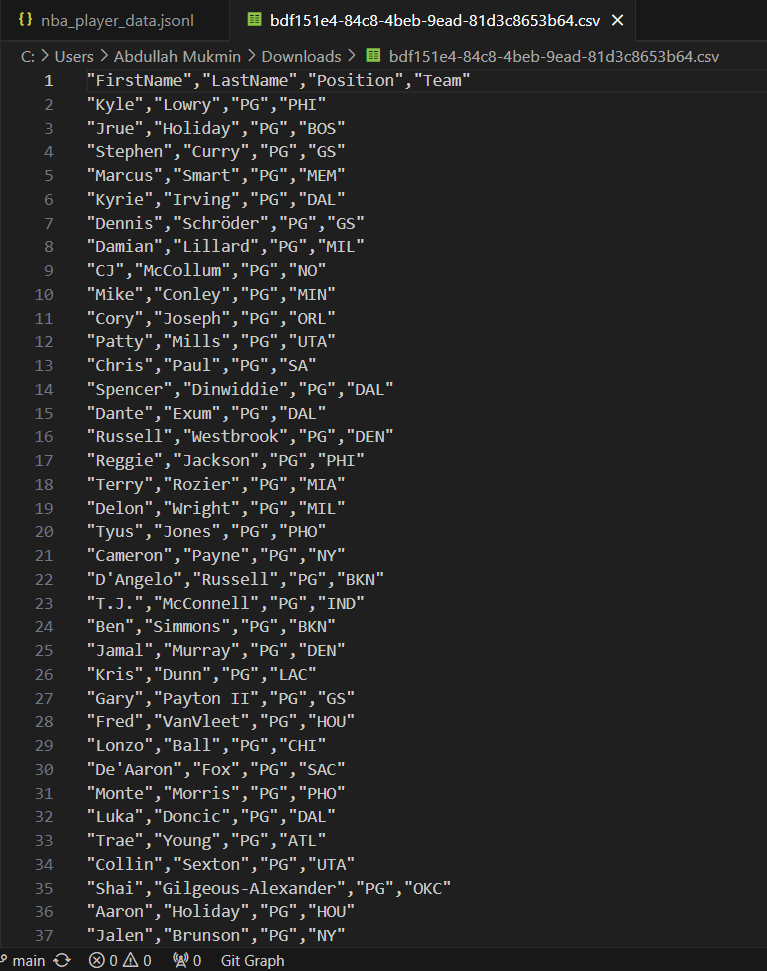 {} nba_player_data.jsonl bdf151e4-84c8-4beb-9ead-81d3c8653b64.csv ×
C: > Users > Abdullah Mukmin > Downloads > bdf151e4-84c8-4beb-9ead-81d3c8653b64.csv
1 "FirstName","LastName","Position","Team"
2 "Kyle","Lowry","PG","PHI"
3 "Jrue","Holiday","PG","BOS"
4 "Stephen","Curry","PG","GS"
5 "Marcus","Smart","PG","MEM"
6 "Kyrie","Irving","PG","DAL"
7 "Dennis","Schröder","PG","GS"
8 "Damian","Lillard","PG","MIL"
9 "CJ","McCollum","PG","NO"
10 "Mike","Conley","PG","MIN"
11 "Cory","Joseph","PG","ORL"
12 "Patty","Mills","PG","UTA"
13 "Chris","Paul","PG","SA"
14 "Spencer","Dinwiddie","PG","DAL"
15 "Dante","Exum","PG","DAL"
16 "Russell","Westbrook","PG","DEN"
17 "Reggie","Jackson","PG","PHI"
18 "Terry","Rozier","PG","MIA"
19 "Delon","Wright","PG","MIL"
20 "Tyus","Jones","PG","PHO"
21 "Cameron","Payne","PG","NY"
22 "D'Angelo","Russell","PG","BKN"
23 "T.J.","McConnell","PG","IND"
24 "Ben","Simmons","PG","BKN"
25 "Jamal","Murray","PG","DEN"
26 "Kris","Dunn","PG","LAC"
27 "Gary","Payton II","PG","GS"
28 "Fred","VanVleet","PG","HOU"
29 "Lonzo","Ball","PG","CHI"
30 "De'Aaron","Fox","PG","SAC"
31 "Monte","Morris","PG","PHO"
32 "Luka","Doncic","PG","DAL"
33 "Trae","Young","PG","ATL"
34 "Collin","Sexton","PG","UTA"
35 "Shai","Gilgeous-Alexander","PG","OKC"
36 "Aaron","Holiday","PG","HOU"
37 "Jalen","Brunson","PG","NY"
main 0 0 0 Git Graph